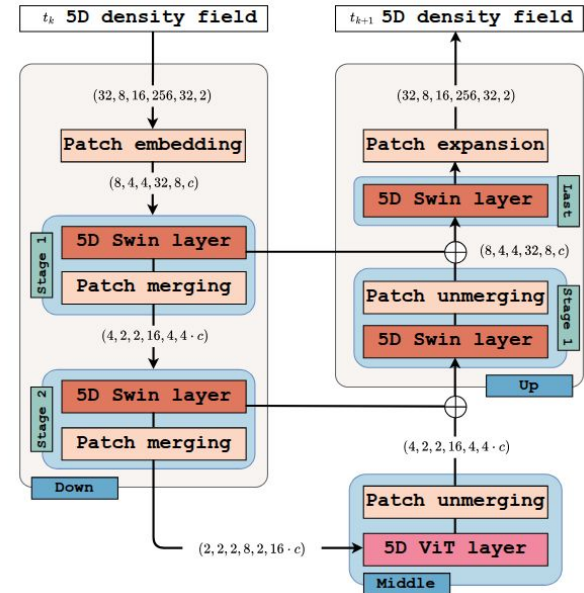 t_k 5D density field
(32, 8, 16, 256, 32, 2)
Patch embedding
(8, 4, 4, 32, 8, c)
Stage 1
5D Swin layer
Patch merging
(4, 2, 2, 16, 4, 4 · c)
Stage 2
5D Swin layer
Patch merging
Down
(2, 2, 2, 8, 2, 16 · c)
t_{k+1} 5D density field
(32, 8, 16, 256, 32, 2)
Patch expansion
5D Swin layer
Last
(8, 4, 4, 32, 8, c)
Patch unmerging
5D Swin layer
Stage 1
Up
(4, 2, 2, 16, 4, 4 · c)
Patch unmerging
5D ViT layer
Middle